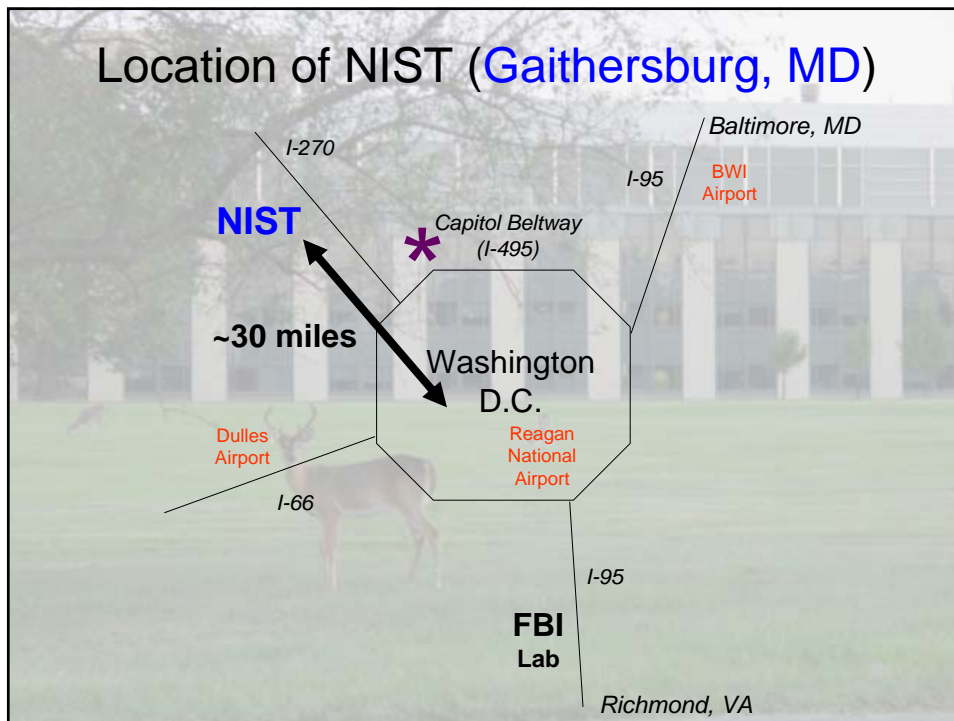 Location of NIST (Gaithersburg, MD)
Baltimore, MD
I-270
I-95
BWI
Airport
NIST
*
Capitol Beltway
(I-495)
~30 miles
Washington
D.C.
Dulles
Airport
Reagan
National
Airport
I-66
I-95
FBI
Lab
Richmond, VA